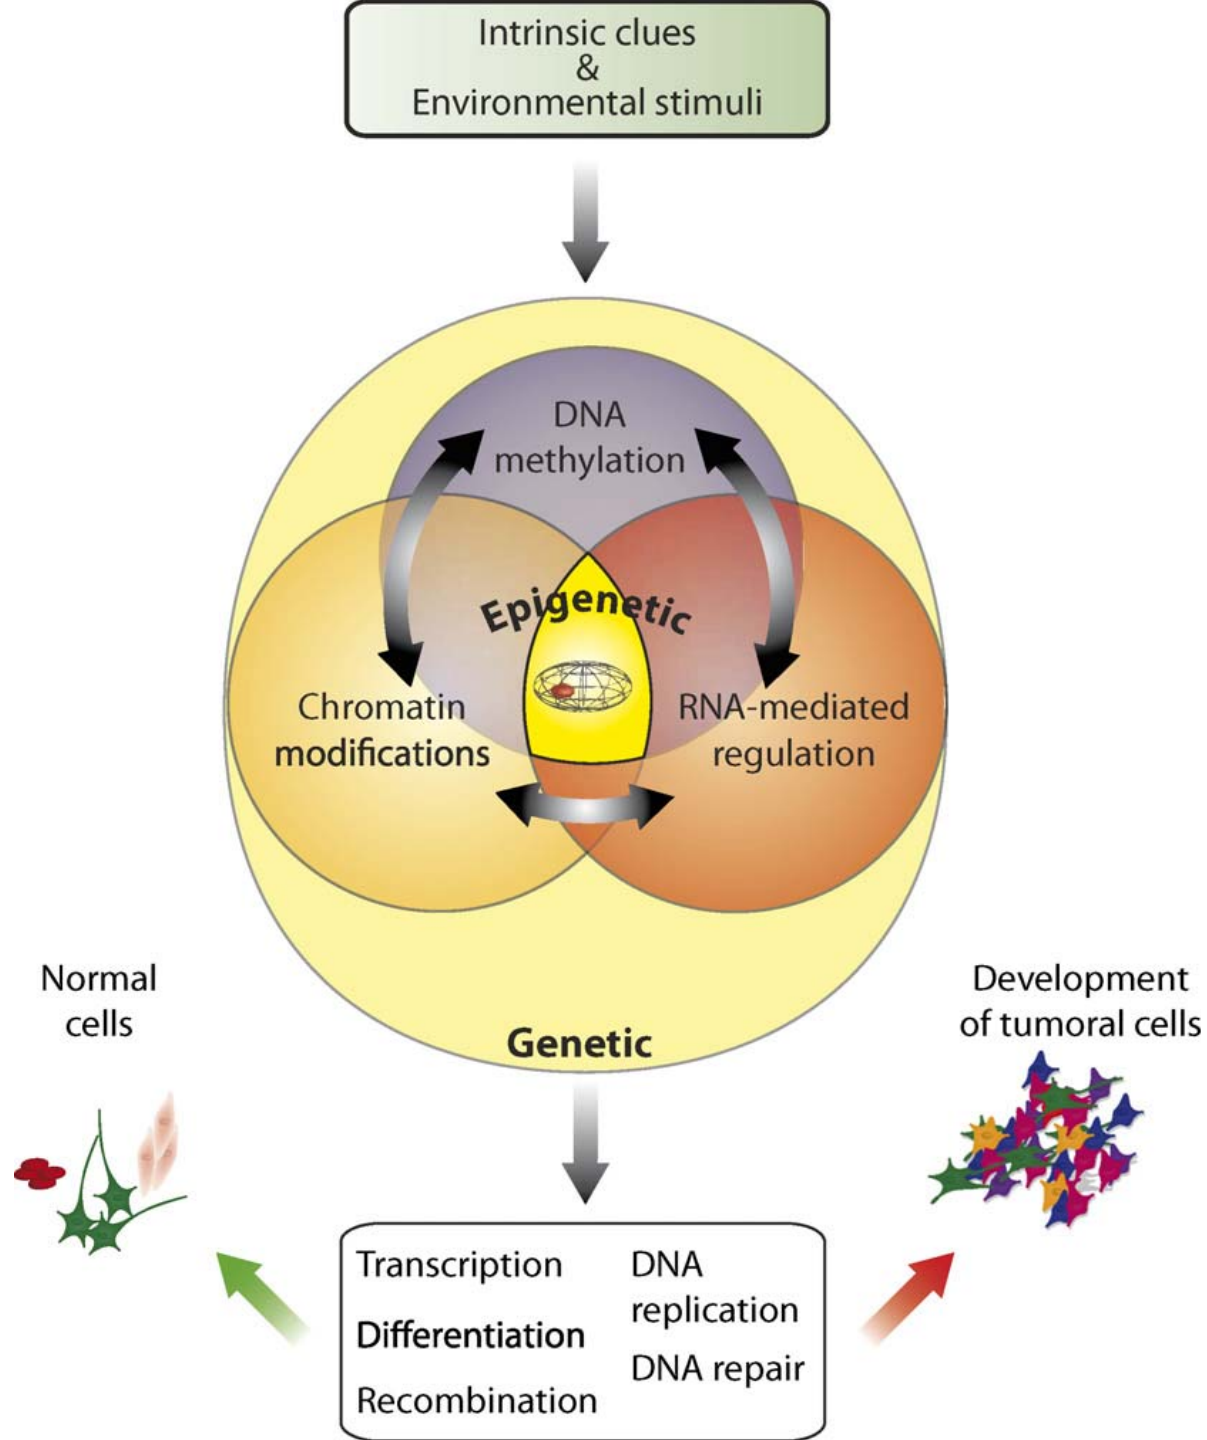 Intrinsic clues
&
Environmental stimuli
DNA
methylation
Epigenetic
Chromatin
modifications
RNA-mediated
regulation
Genetic
Normal
cells
Development
of tumoral cells
Transcription
Differentiation
Recombination
DNA
replication
DNA repair